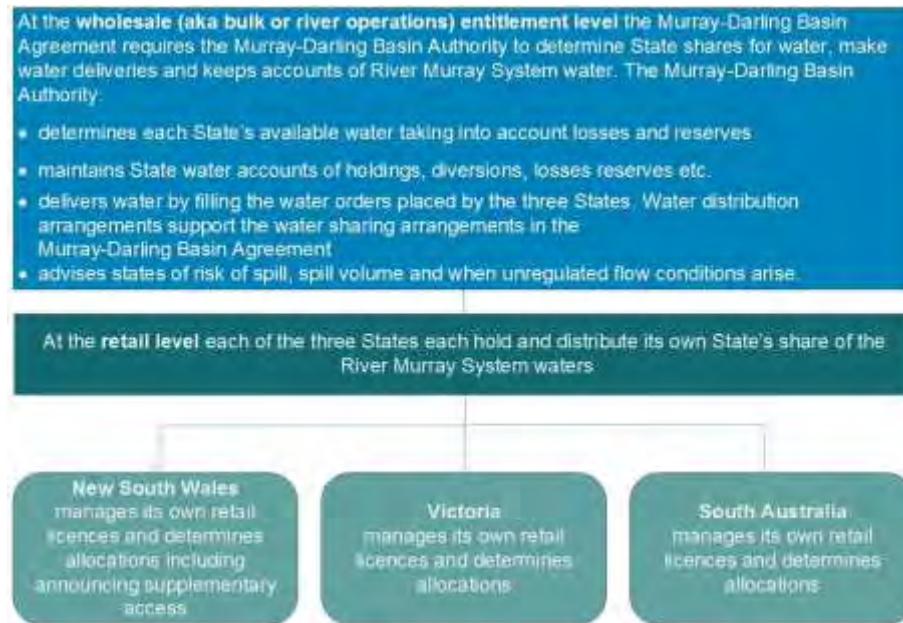 At the wholesale (aka bulk or river operations) entitlement level the Murray-Darling Basin
Agreement requires the Murray-Darling Basin Authority to determine State shares for water, make
water deliveries and keeps accounts of River Murray System water. The Murray-Darling Basin
Authority:
• determines each State's available water taking into account losses and reserves
• maintains State water accounts of holdings, diversions, losses reserves etc.
• delivers water by filling the water orders placed by the three States. Water distribution
arrangements support the water sharing arrangements in the
Murray-Darling Basin Agreement
• advises states of risk of spill, spill volume and when unregulated flow conditions arise.
At the retail level each of the three States each hold and distribute its own State's share of the
River Murray System waters
New South Wales
manages its own retail
licences and determines
allocations including
announcing supplementary
access
Victoria
manages its own retail
licences and determines
allocations
South Australia
manages its own retail
licences and determines
allocations